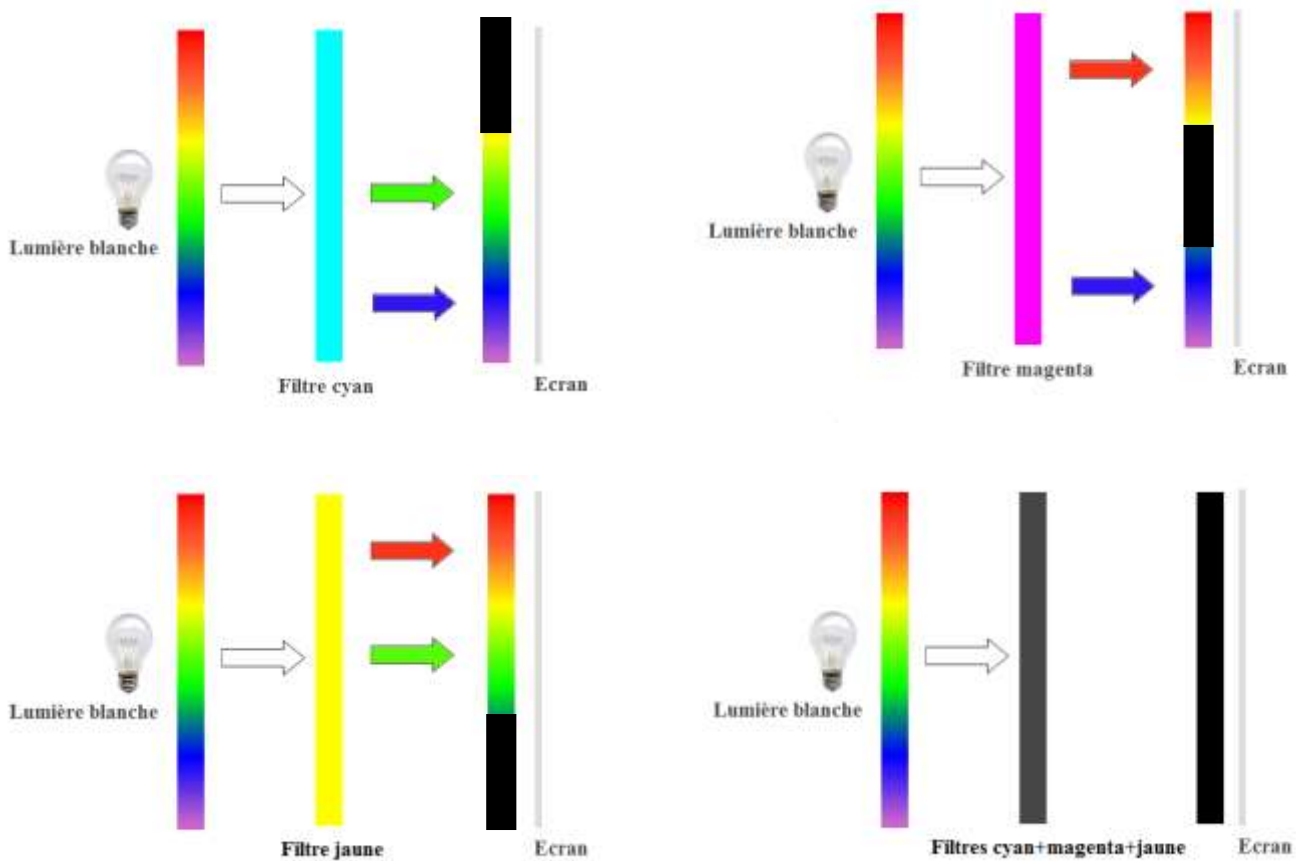 Lumière blanche
Filtre cyan
Ecran
Lumière blanche
Filtre magenta
Ecran
Lumière blanche
Filtre jaune
Ecran
Lumière blanche
Filtres cyan+magenta+jaune
Ecran